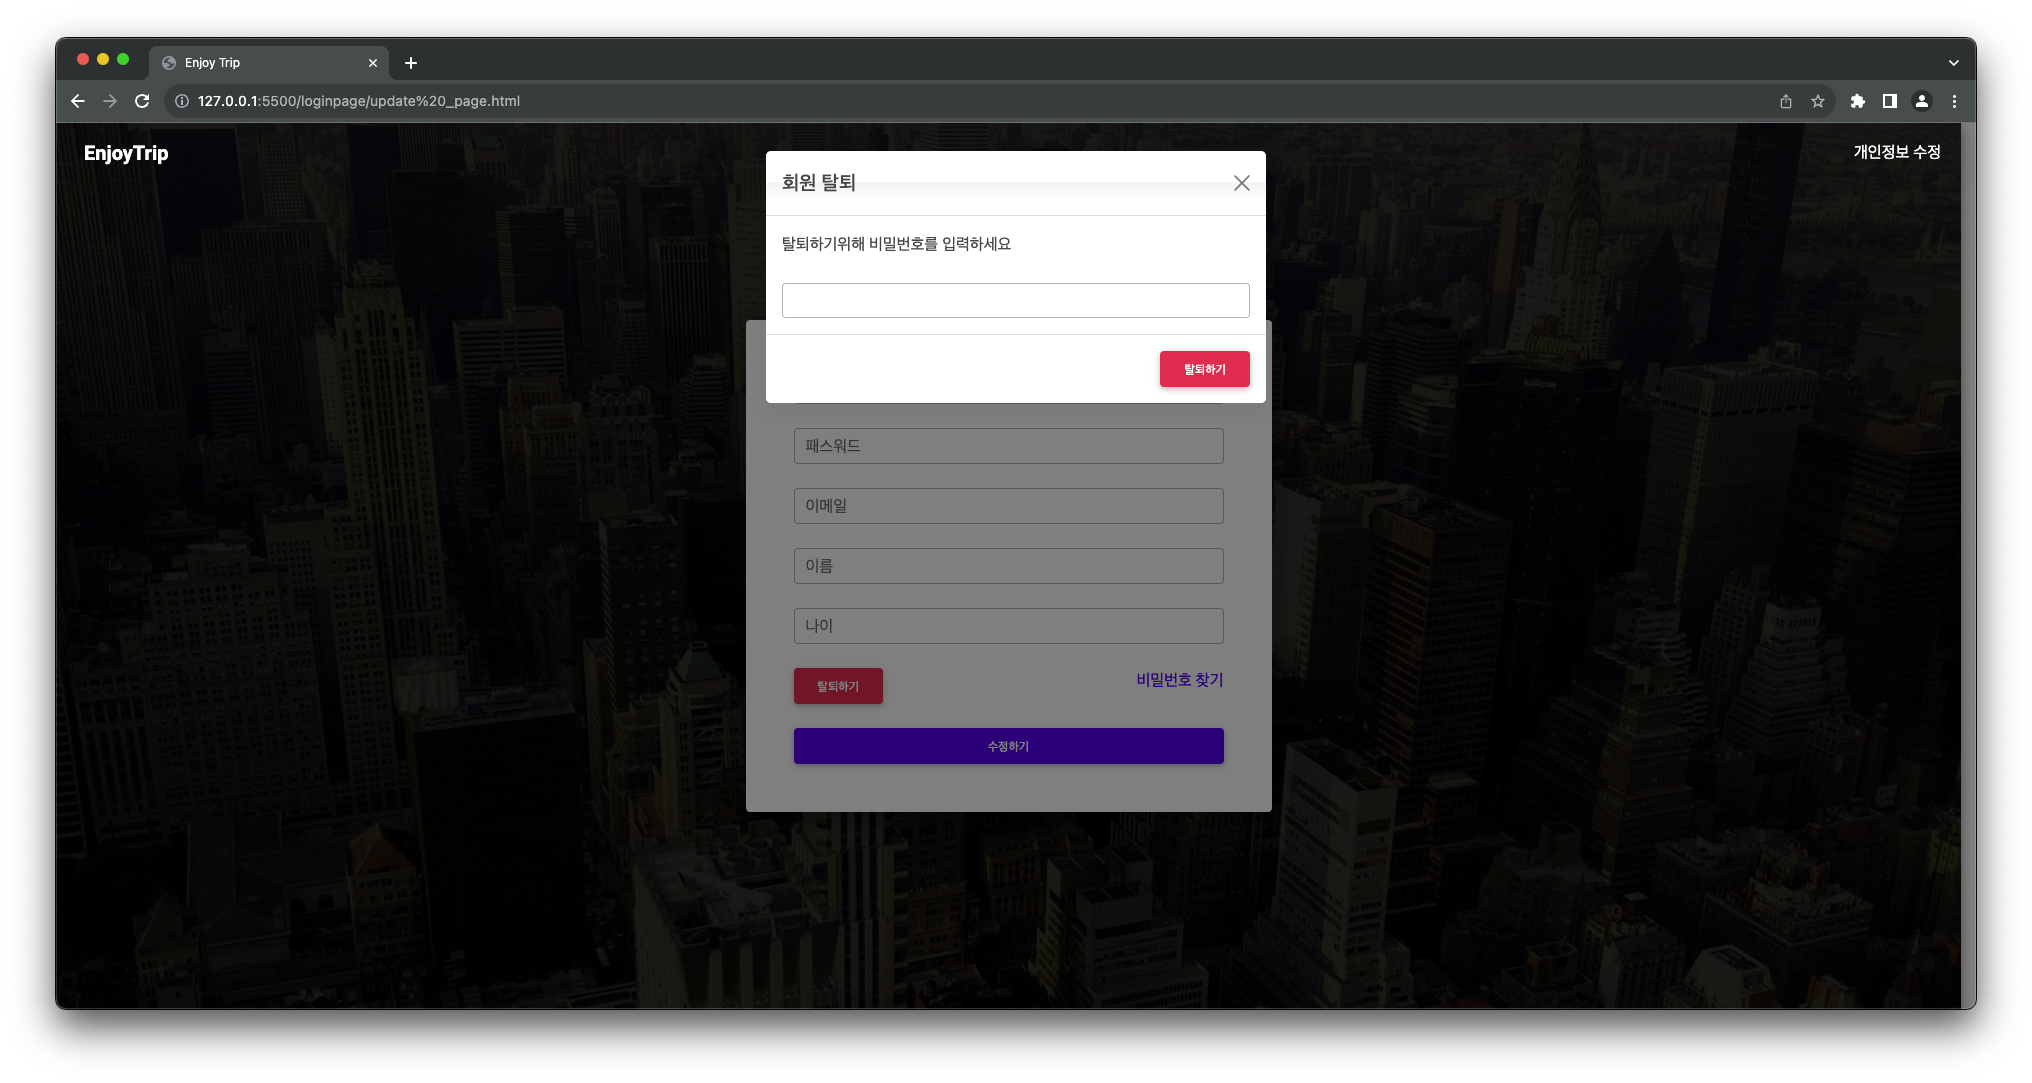 Enjoy Trip
127.0.0.1:5500/loginpage/update%20_page.html
EnjoyTrip
개인정보 수정
회원 탈퇴
탈퇴하기위해 비밀번호를 입력하세요
탈퇴하기
패스워드
이메일
이름
나이
탈퇴하기
비밀번호 찾기
수정하기